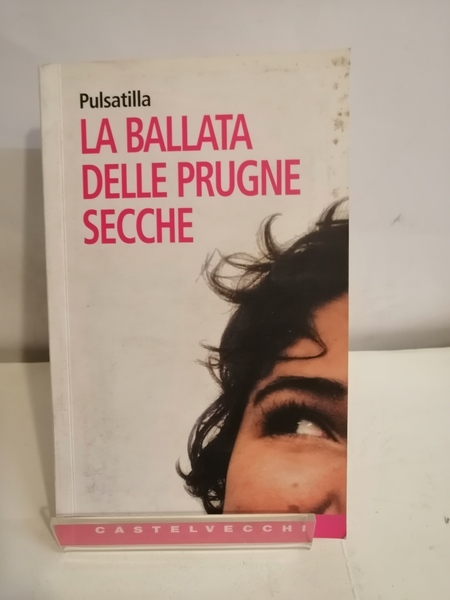 Pulsatilla
LA BALLATA
DELLE PRUGNE
SECCHE
CASTELVECCHI